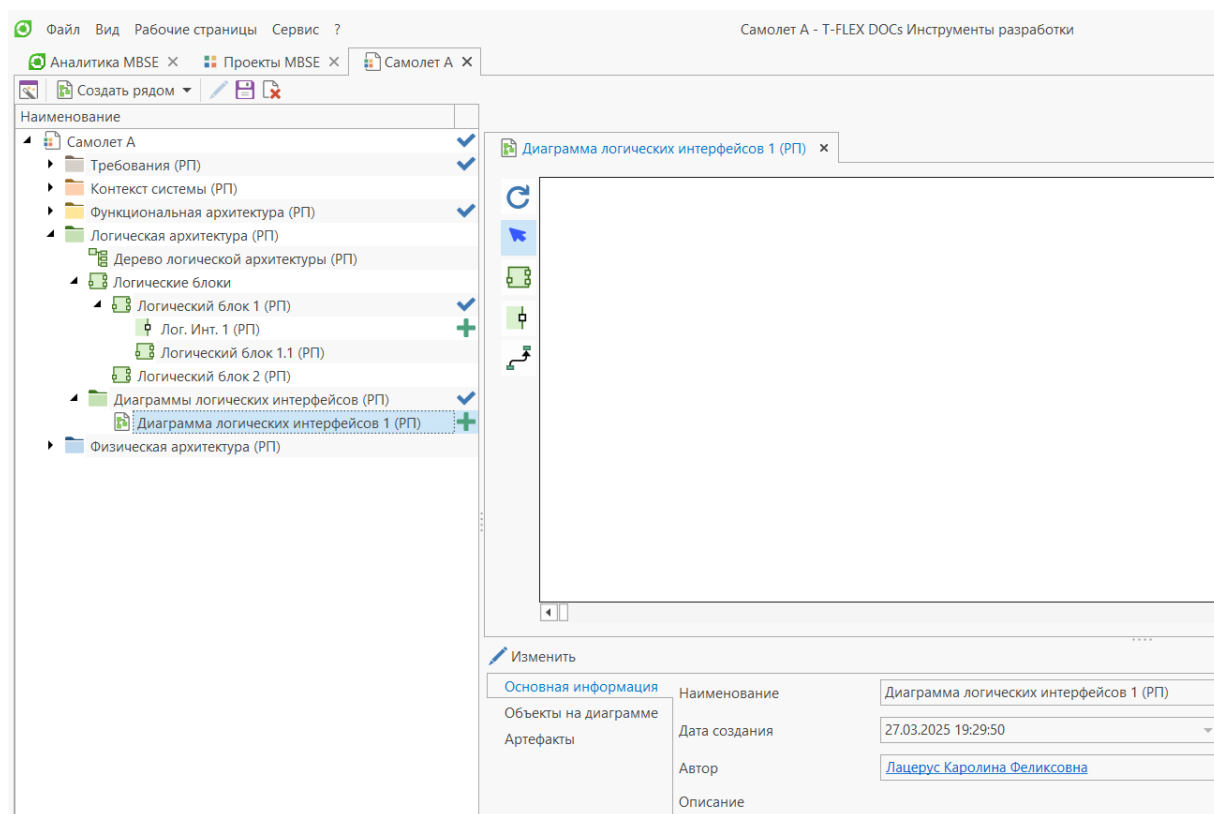 Файл Вид Рабочие страницы Сервис ?
Самолет А - T-FLEX DOCs Инструменты разработки
Аналитика MBSE Проекты MBSE Самолет А
Создать рядом
Наименование
Самолет А
Требования (РП)
Контекст системы (РП)
Функциональная архитектура (РП)
Логическая архитектура (РП)
Дерево логической архитектуры (РП)
Логические блоки
Логический блок 1 (РП)
Лог. Инт. 1 (РП)
Логический блок 1.1 (РП)
Логический блок 2 (РП)
Диаграммы логических интерфейсов (РП)
Диаграмма логических интерфейсов 1 (РП)
Физическая архитектура (РП)
Диаграмма логических интерфейсов 1 (РП)
Изменить
Основная информация
Объекты на диаграмме
Артефакты
Наименование Диаграмма логических интерфейсов 1 (РП)
Дата создания 27.03.2025 19:29:50
Автор Лацерус Каролина Феликсовна
Описание